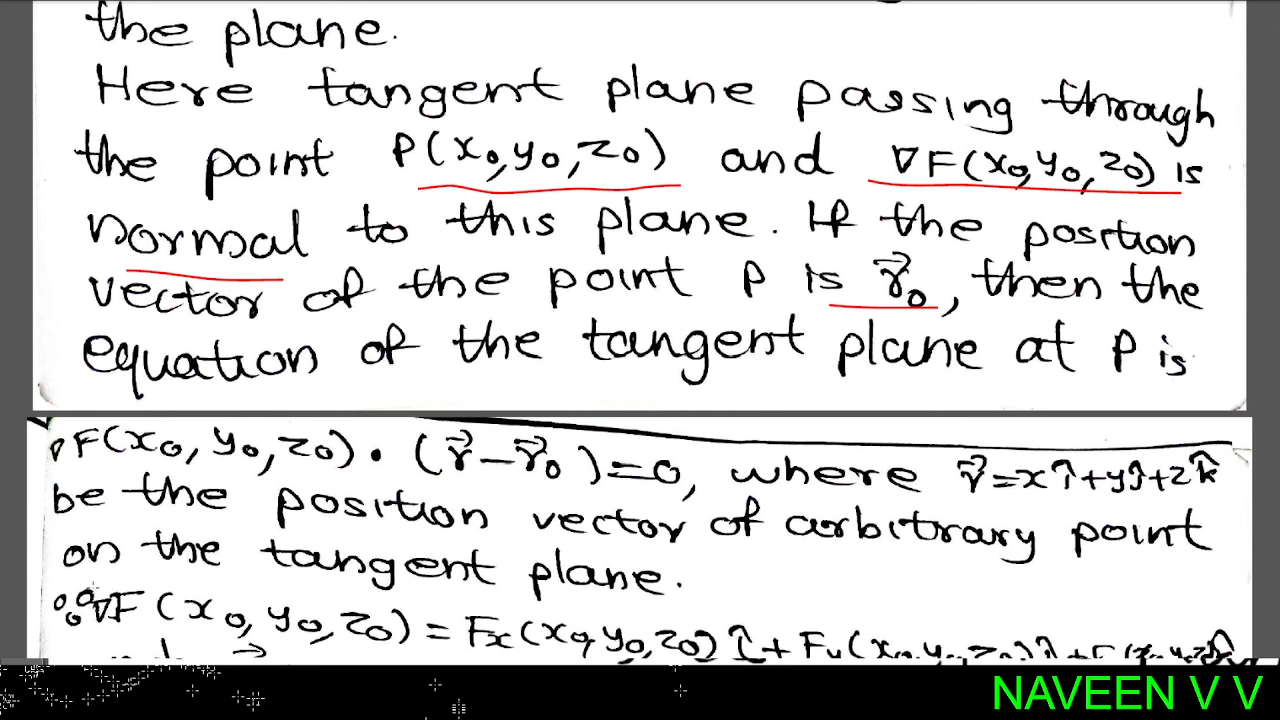 the plane.
Here tangent plane passing through
the point P(x₀,y₀,z₀) and ∇F(x₀,y₀,z₀) is
normal to this plane. If the position
vector of the point P is r⃗₀, then the
equation of the tangent plane at P is
∇F(x₀,y₀,z₀)·(r⃗-r⃗₀)=0, where r⃗=xî+yĵ+zk̂
be the position vector of arbitrary point
on the tangent plane.
∇F(x₀,y₀,z₀)=Fx(x₀,y₀,z₀)î+Fy(x₀,y₀,z₀)ĵ+
NAVEEN V V